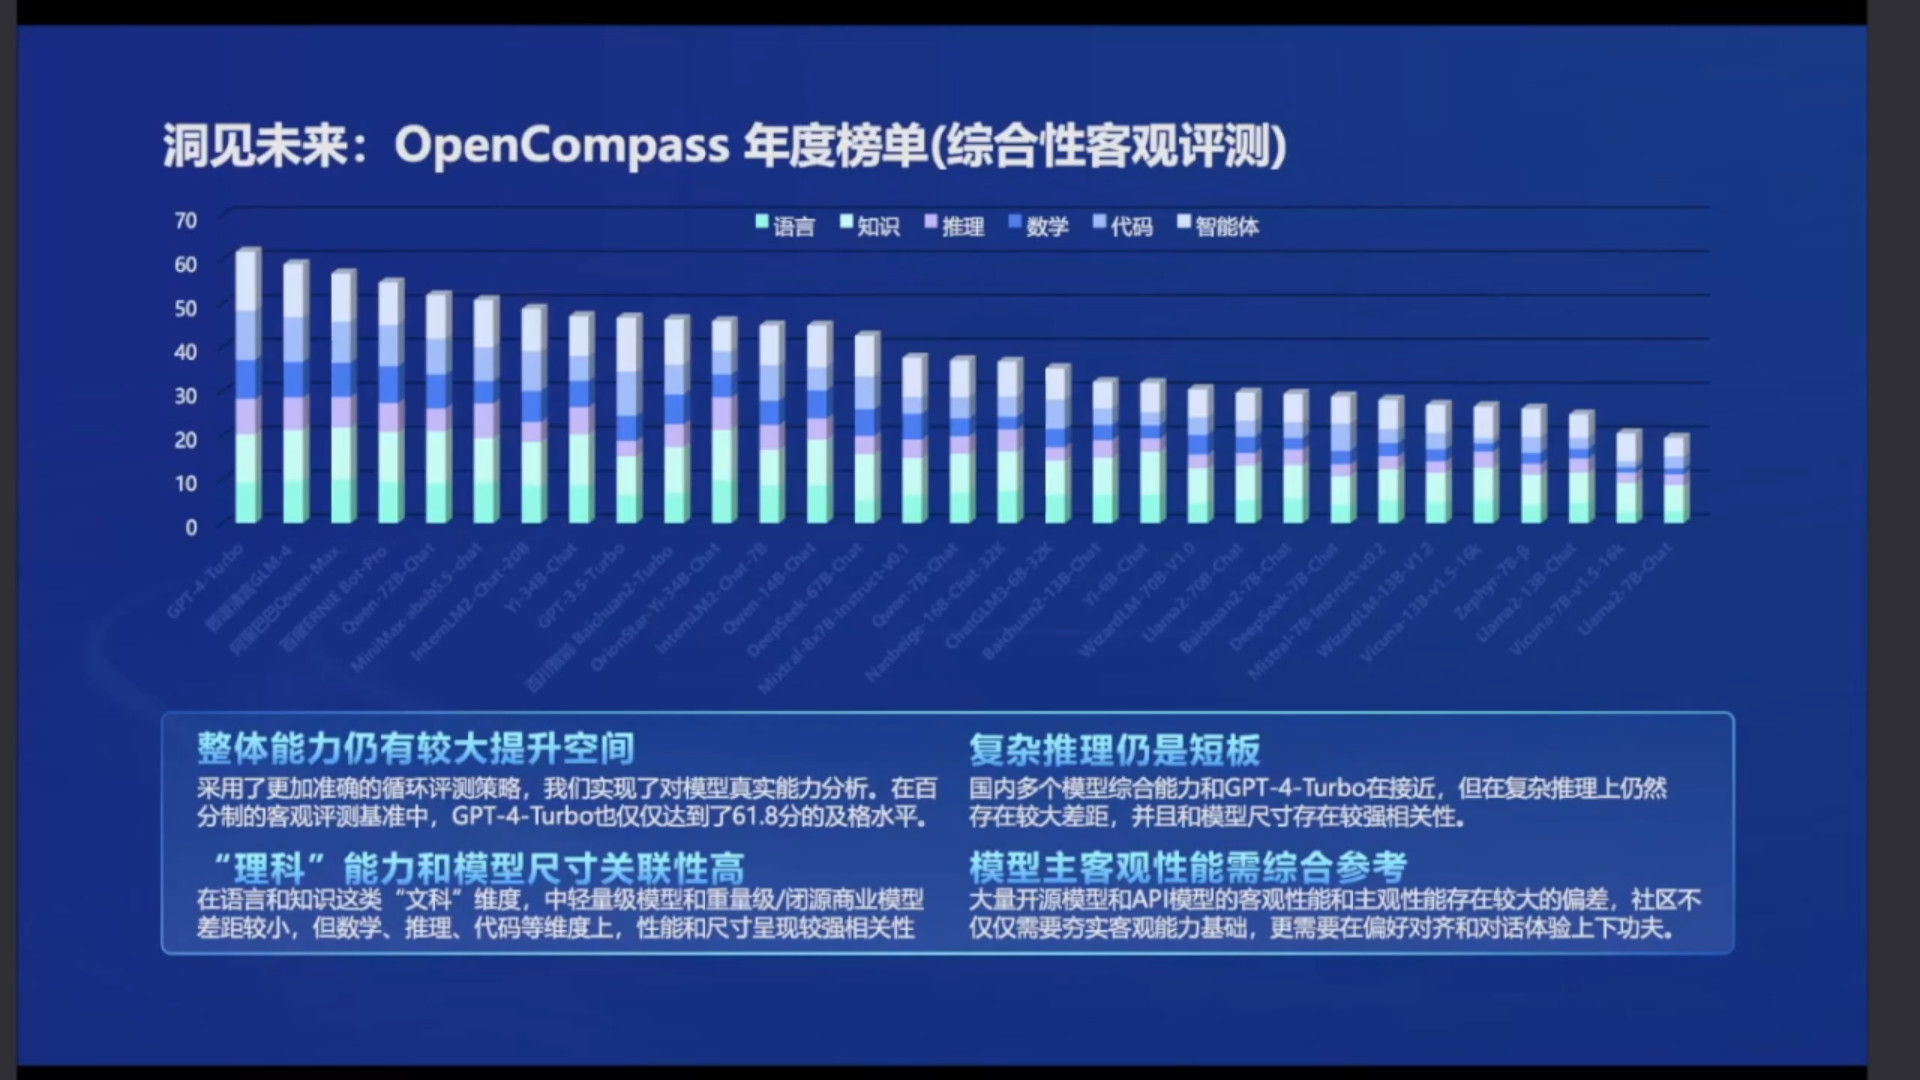 洞见未来：OpenCompass 年度榜单(综合性客观评测)
语言 知识 推理 数学 代码 智能体
70
60
50
40
30
20
10
0
GPT-4-Turbo
智谱清言GLM-4
阿里巴巴Qwen-Max
百度ERNIE Bot-Pro
Qwen-72B-Chat
MiniMax-abab5.5-chat
InternLM2-Chat-20B
Yi-34B-Chat
GPT-3.5-Turbo
百川智能 Baichuan2-Turbo
OrionStar-Yi-34B-Chat
InternLM2-Chat-7B
Qwen-14B-Chat
DeepSeek-67B-Chat
Mixtral-8x7B-Instruct-v0.1
Qwen-7B-Chat
Nanbeige-16B-Chat-32K
ChatGLM3-6B-32K
Baichuan2-13B-Chat
Yi-6B-Chat
WizardLM-70B-V1.0
Llama2-70B-Chat
Baichuan2-7B-Chat
DeepSeek-7B-Chat
Mistral-7B-Instruct-v0.2
WizardLM-13B-V1.2
Vicuna-13B-v1.5-16k
Zephyr-7B-β
Llama2-13B-Chat
Vicuna-7B-v1.5-16k
Llama2-7B-Chat
整体能力仍有较大提升空间
采用了更加准确的循环评测策略，我们实现了对模型真实能力分析。在百
分制的客观评测基准中，GPT-4-Turbo也仅仅达到了61.8分的及格水平。
“理科”能力和模型尺寸关联性高
在语言和知识这类“文科”维度，中轻量级模型和重量级/闭源商业模型
差距较小，但数学、推理、代码等维度上，性能和尺寸呈现较强相关性
复杂推理仍是短板
国内多个模型综合能力和GPT-4-Turbo在接近，但在复杂推理上仍然
存在较大差距，并且和模型尺寸存在较强相关性。
模型主客观性能需综合参考
大量开源模型和API模型的客观性能和主观性能存在较大的偏差，社区不
仅仅需要夯实客观能力基础，更需要在偏好对齐和对话体验上下功夫。